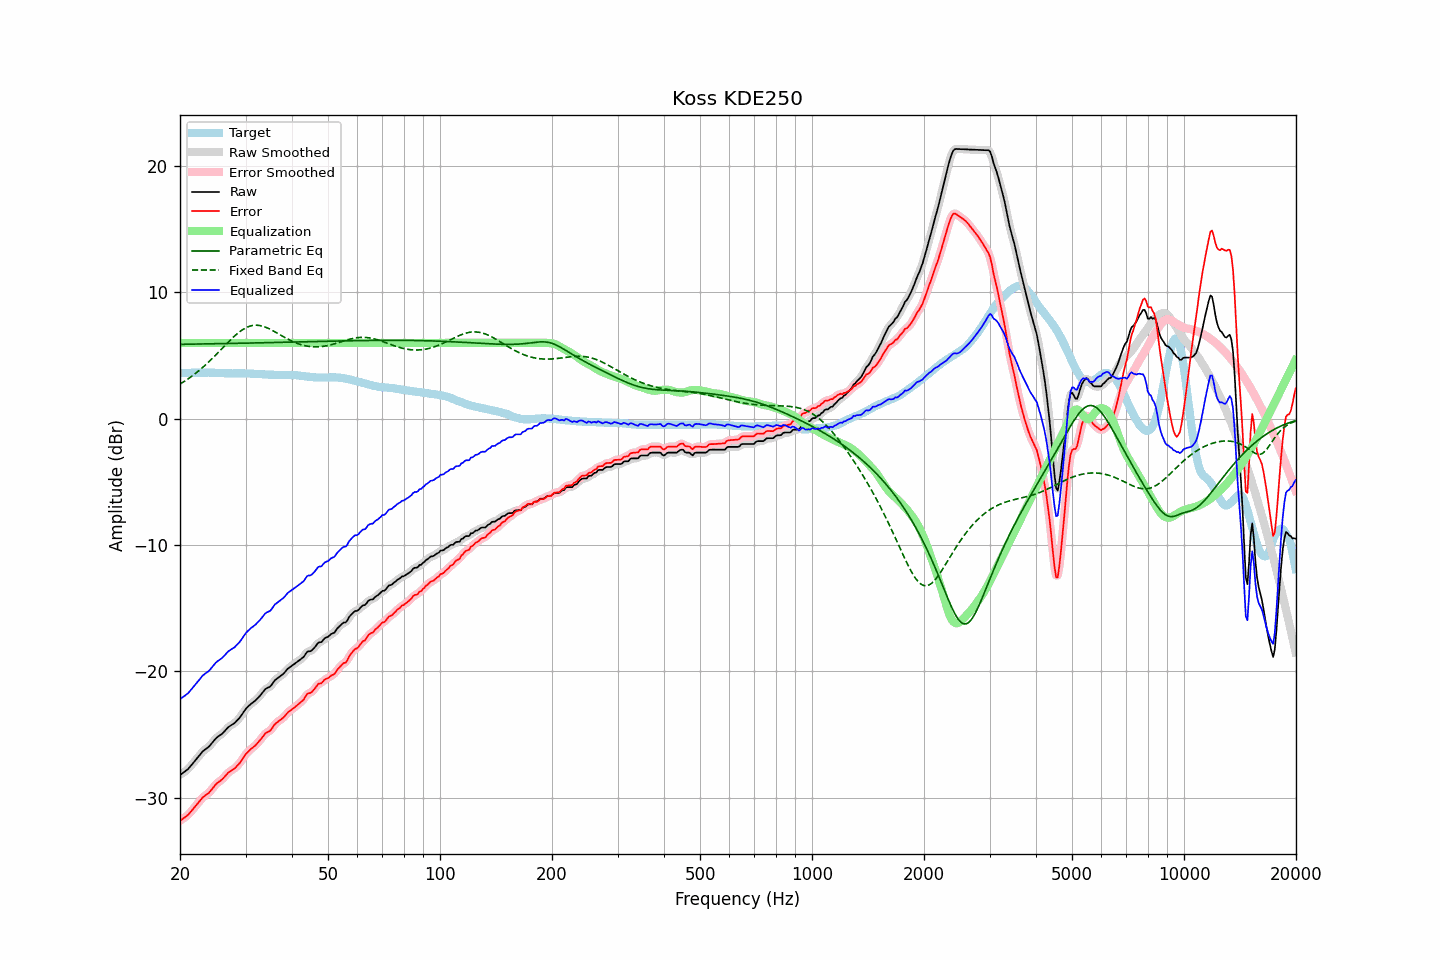 Koss KDE250
Target
Raw Smoothed
Error Smoothed
Raw
Error
Equalization
Parametric Eq
Fixed Band Eq
Equalized
Amplitude (dBr)
20
10
0
−10
−20
−30
20 50 100 200 500 1000 2000 5000 10000 20000
Frequency (Hz)